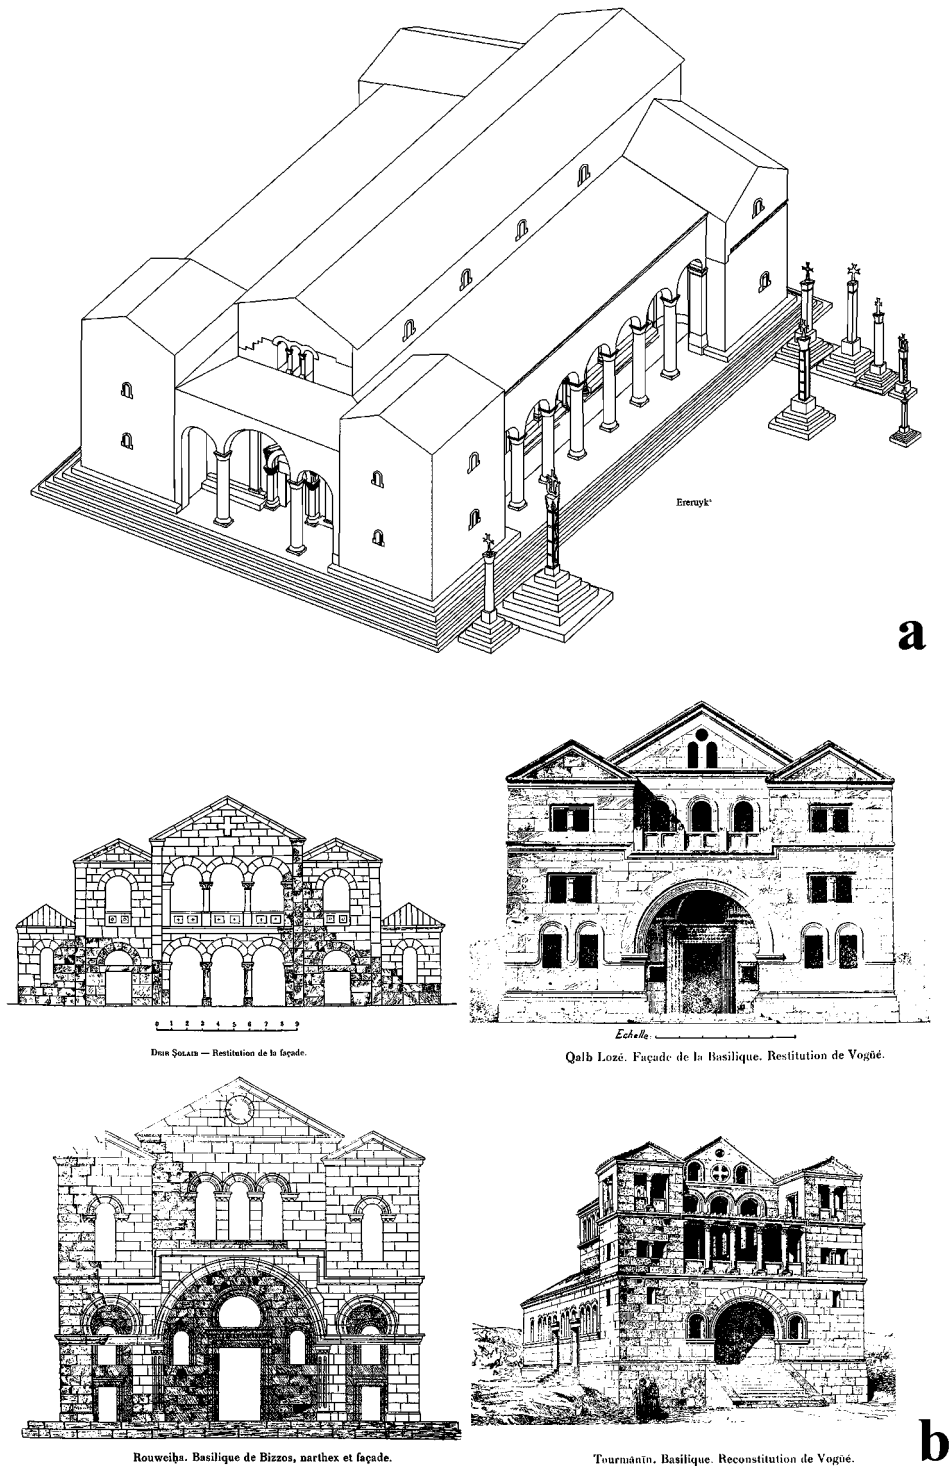 Ereruykʿ
a
0 1 2 3 4 5 6 7 8 9
Echelle.
DEIR ṢOLAIB — Restitution de la façade.
Qalb Lozé. Façade de la Basilique. Restitution de Vogüé.
Rouweiḥa. Basilique de Bizzos, narthex et façade.
Tourmânîn. Basilique. Reconstitution de Vogüé.
b